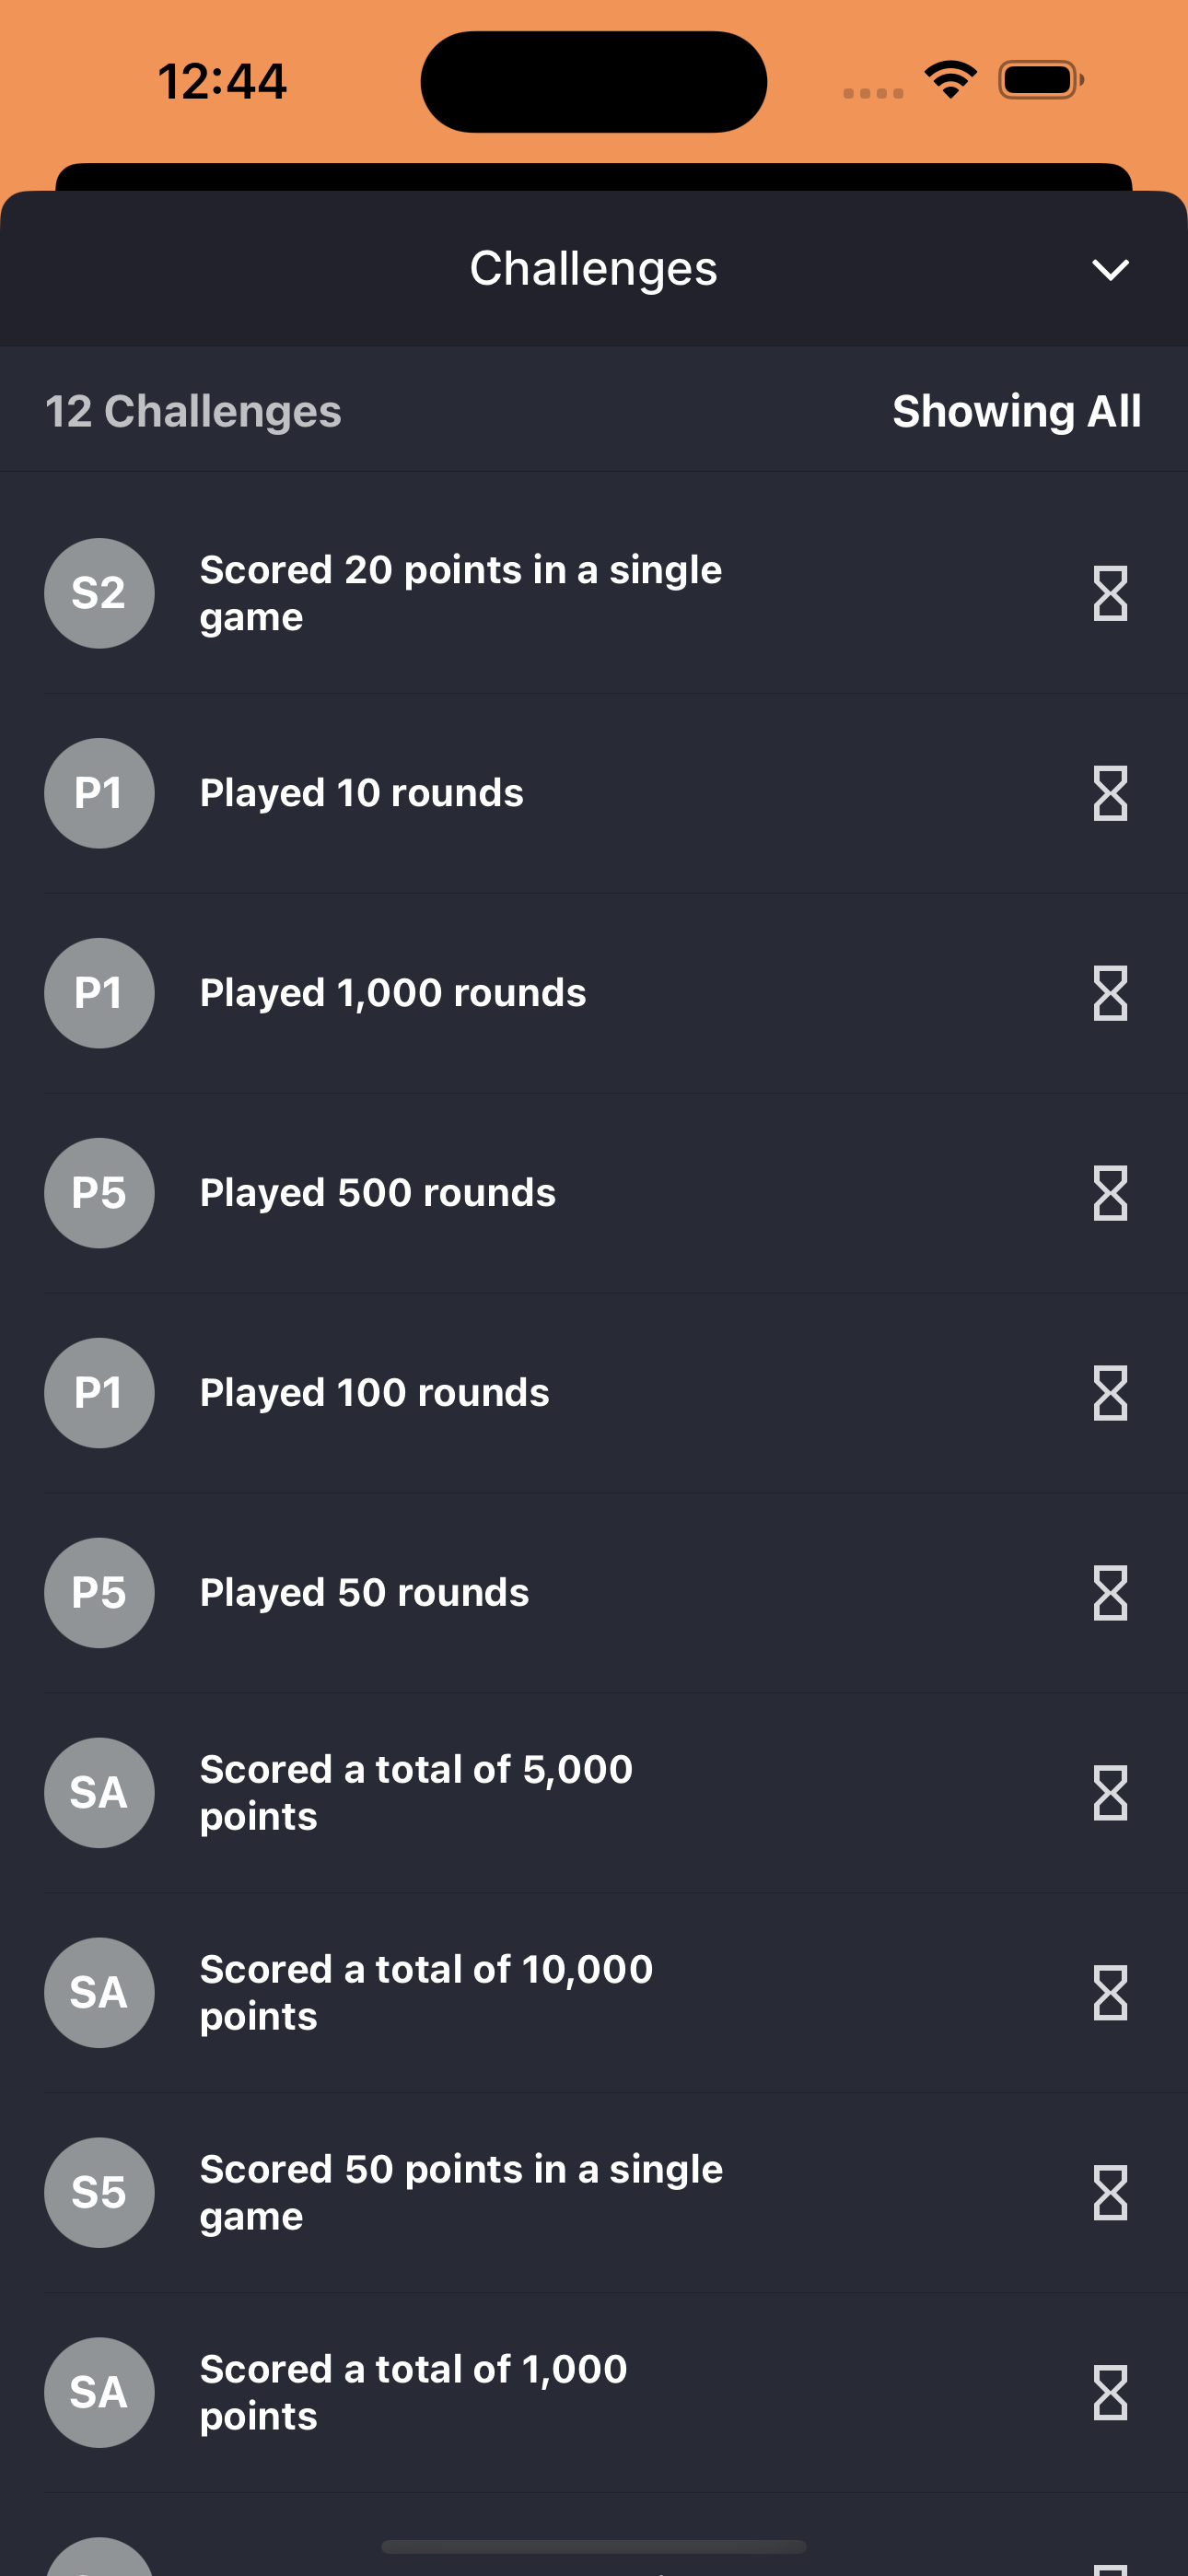 12:44
Challenges
12 Challenges
Showing All
S2
Scored 20 points in a single
game
P1
Played 10 rounds
P1
Played 1,000 rounds
P5
Played 500 rounds
P1
Played 100 rounds
P5
Played 50 rounds
SA
Scored a total of 5,000
points
SA
Scored a total of 10,000
points
S5
Scored 50 points in a single
game
SA
Scored a total of 1,000
points